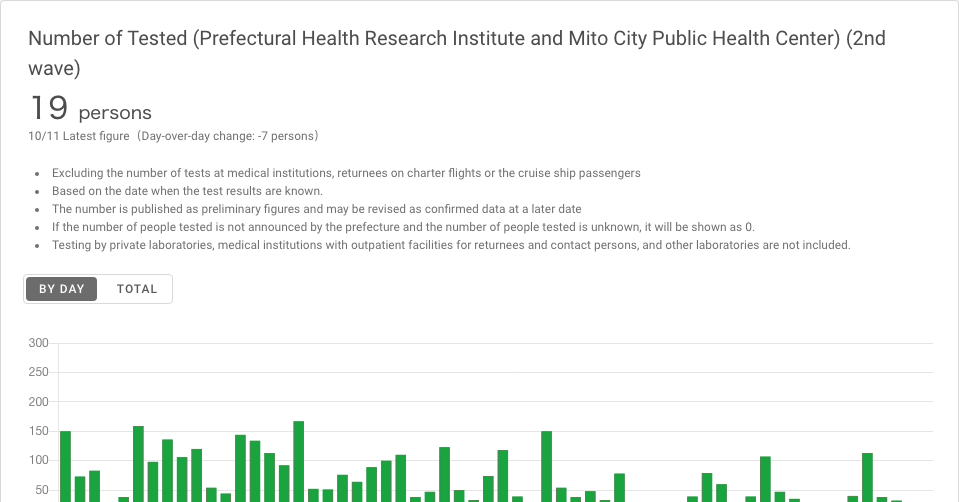 Number of Tested (Prefectural Health Research Institute and Mito City Public Health Center) (2nd
wave)
19 persons
10/11 Latest figure（Day-over-day change: -7 persons）
• Excluding the number of tests at medical institutions, returnees on charter flights or the cruise ship passengers
• Based on the date when the test results are known.
• The number is published as preliminary figures and may be revised as confirmed data at a later date
• If the number of people tested is not announced by the prefecture and the number of people tested is unknown, it will be shown as 0.
• Testing by private laboratories, medical institutions with outpatient facilities for returnees and contact persons, and other laboratories are not included.
BY DAY TOTAL
300
250
200
150
100
50